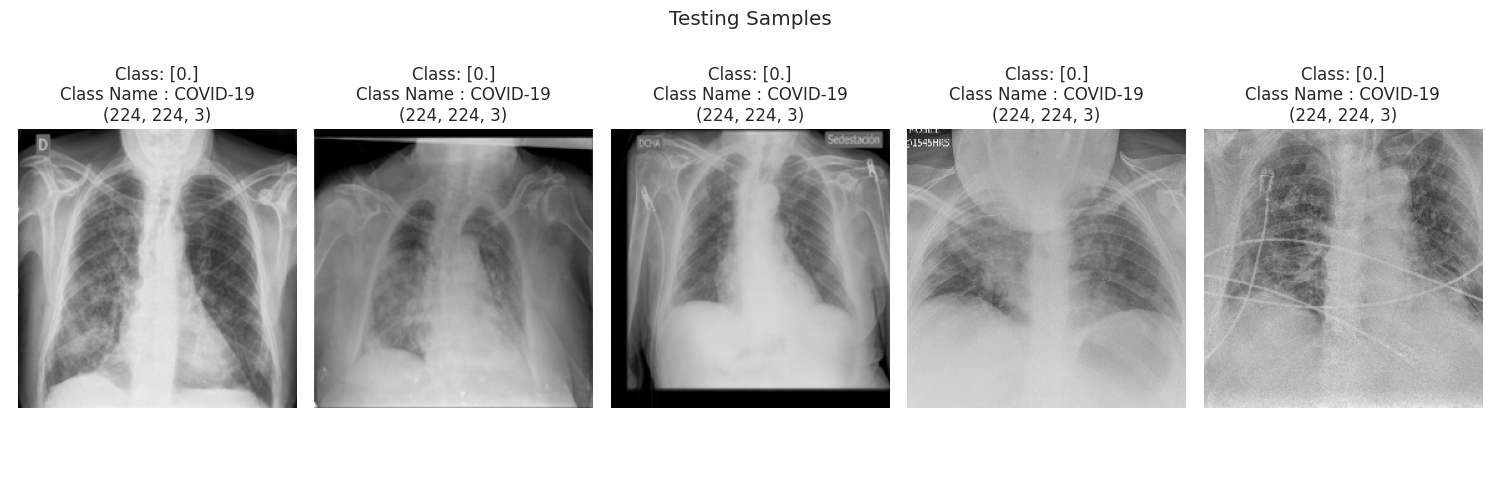 Testing Samples
Class: [0.]
Class Name : COVID-19
(224, 224, 3)
Class: [0.]
Class Name : COVID-19
(224, 224, 3)
Class: [0.]
Class Name : COVID-19
(224, 224, 3)
Class: [0.]
Class Name : COVID-19
(224, 224, 3)
Class: [0.]
Class Name : COVID-19
(224, 224, 3)
D
DCHA
Sedestación
1545HRS